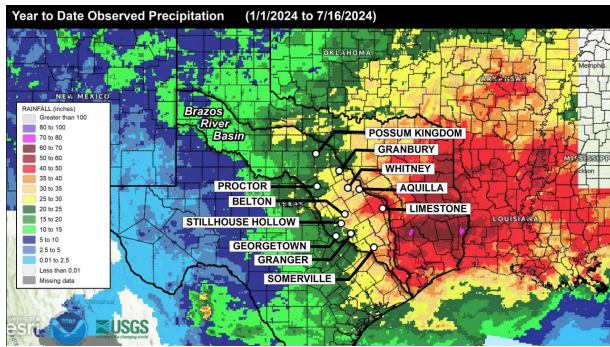 Year to Date Observed Precipitation (1/1/2024 to 7/16/2024)
OKLAHOMA
Memphis
ARKANSAS
NEW MEXICO
RAINFALL (inches)
Greater than 100
80 to 100
70 to 80
60 to 70
50 to 60
40 to 50
35 to 40
30 to 35
25 to 30
20 to 25
15 to 20
10 to 15
5 to 10
2.5 to 5
0.01 to 2.5
Less than 0.01
Missing data
Brazos
River
Basin
POSSUM KINGDOM
GRANBURY
WHITNEY
MISSISSIPP
PROCTOR
AQUILLA
BELTON
LIMESTONE
TEXAS
STILLHOUSE HOLLOW
LOUISIANA
GEORGETOWN
GRANGER
SOMERVILLE
Chihuahua
esri
NOAA
USGS